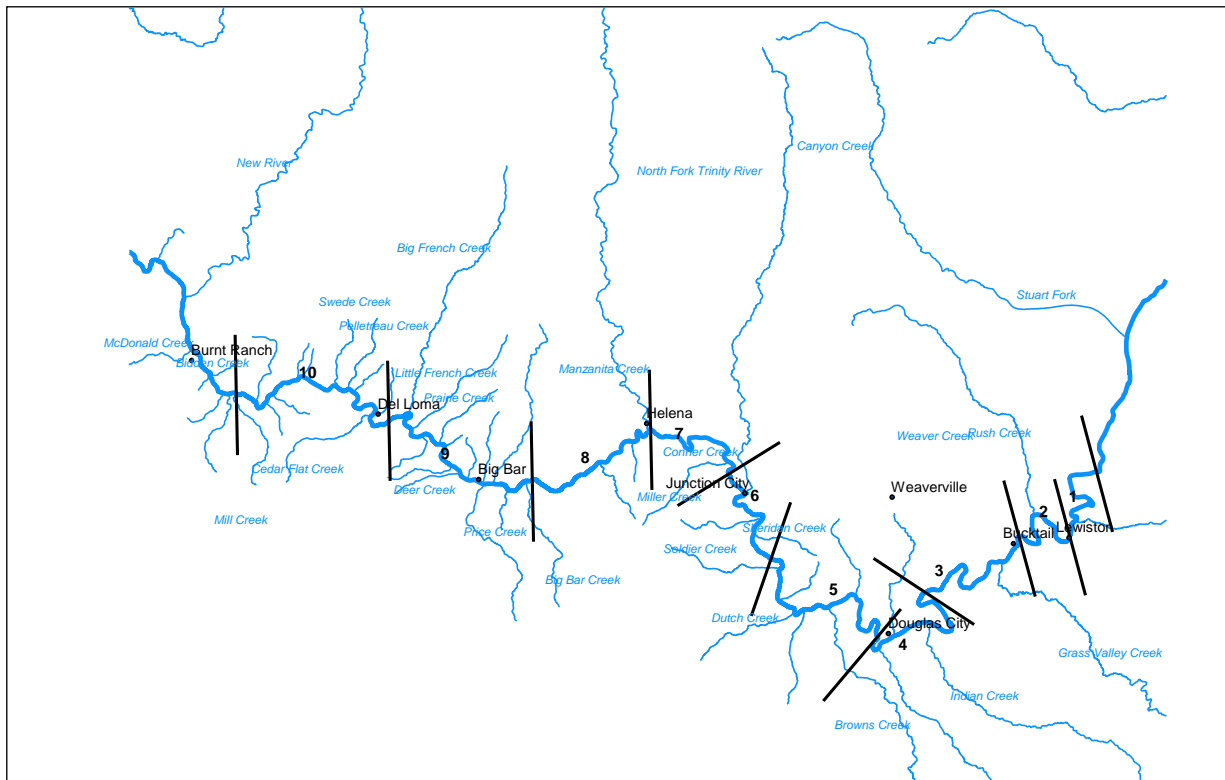 Canyon Creek
New River
North Fork Trinity River
Big French Creek
Stuart Fork
Swede Creek
Pelletreau Creek
McDonald Creek
Burnt Ranch
Bidden Creek
10
Little French Creek
Manzanita Creek
Prairie Creek
Del Loma
Helena
7
Weaver Creek
Rush Creek
Conner Creek
9
8
Cedar Flat Creek
Big Bar
Junction City
Deer Creek
Miller Creek
6
Weaverville
1
Mill Creek
Price Creek
Sheridan Creek
2
Bucktail
Lewiston
Soldier Creek
Big Bar Creek
3
5
Dutch Creek
Douglas City
4
Grass Valley Creek
Indian Creek
Browns Creek